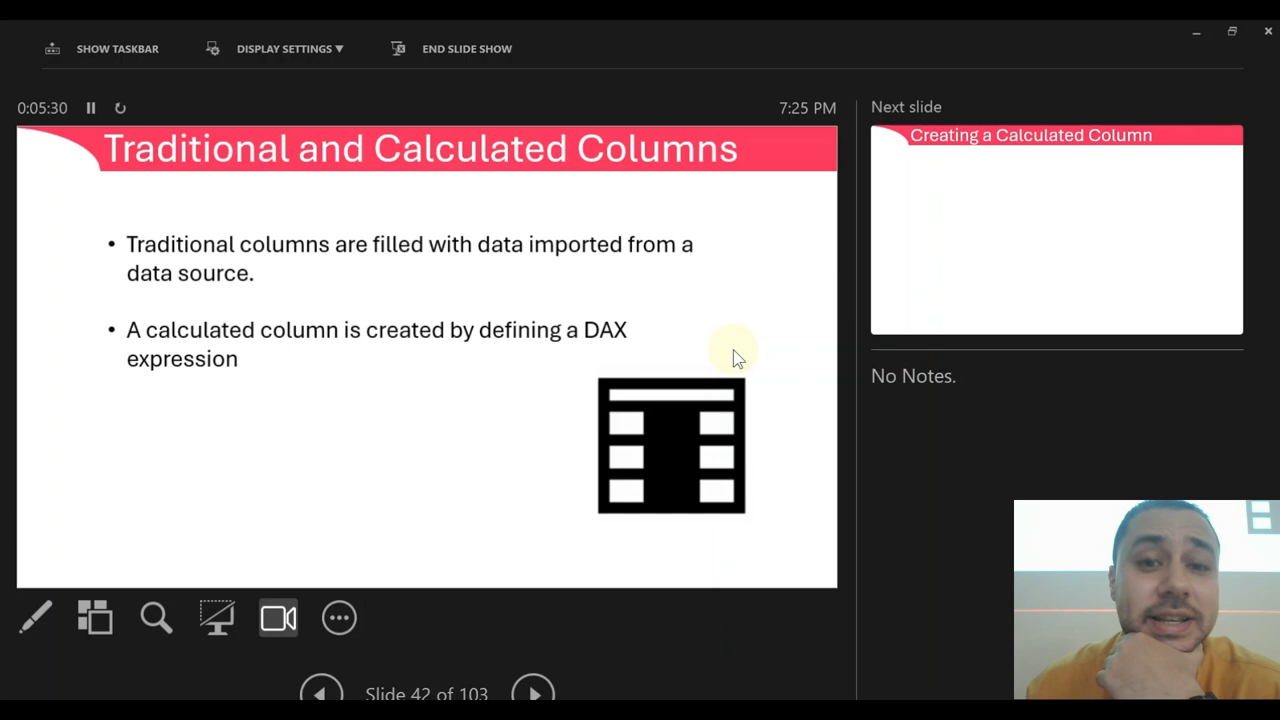 SHOW TASKBAR DISPLAY SETTINGS ▼ END SLIDE SHOW
0:05:30 7:25 PM
Traditional and Calculated Columns
• Traditional columns are filled with data imported from a
data source.
• A calculated column is created by defining a DAX
expression
Slide 42 of 103
Next slide
Creating a Calculated Column
No Notes.